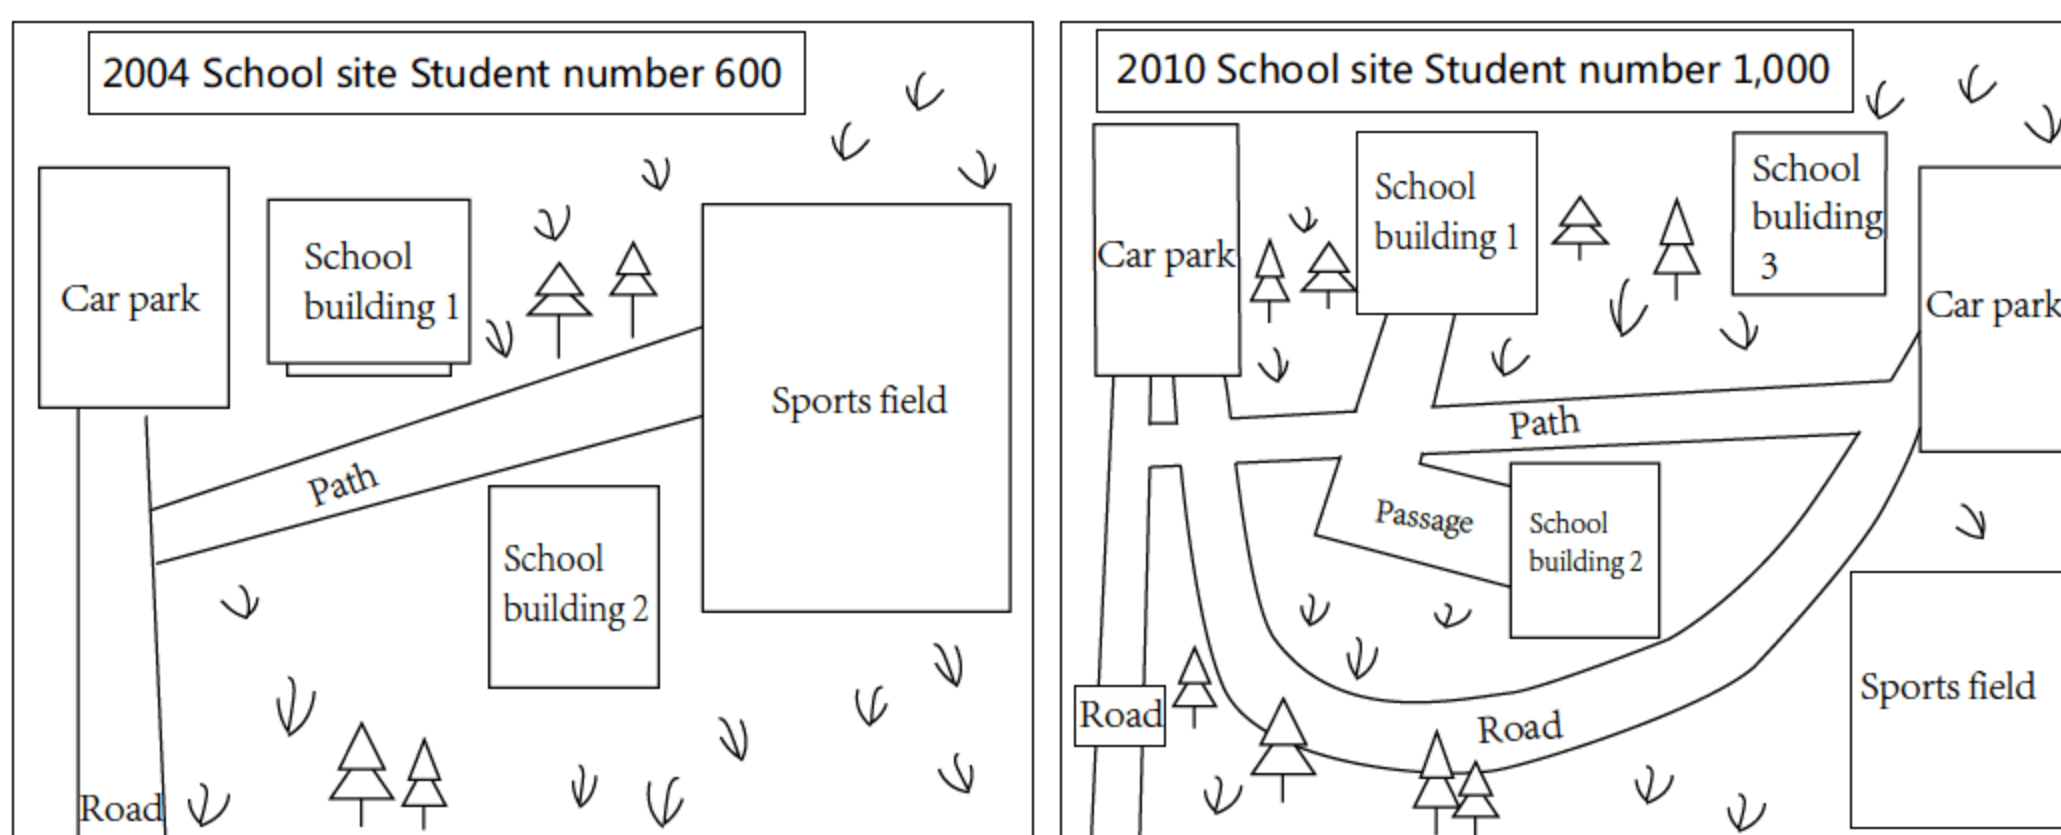 2004 School site Student number 600
Car park
School
building 1
Sports field
Path
School
building 2
Road
2010 School site Student number 1,000
Car park
School
building 1
School
buliding
3
Car park
Path
Passage
School
building 2
Road
Road
Sports field